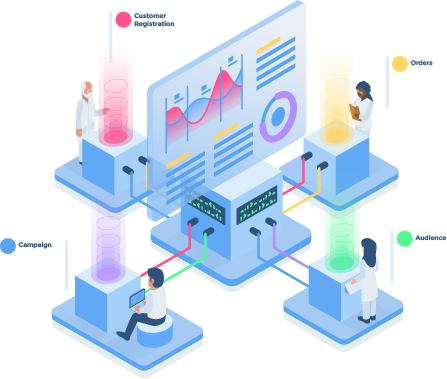 Customer
Registration
Orders
Campaign
Audience